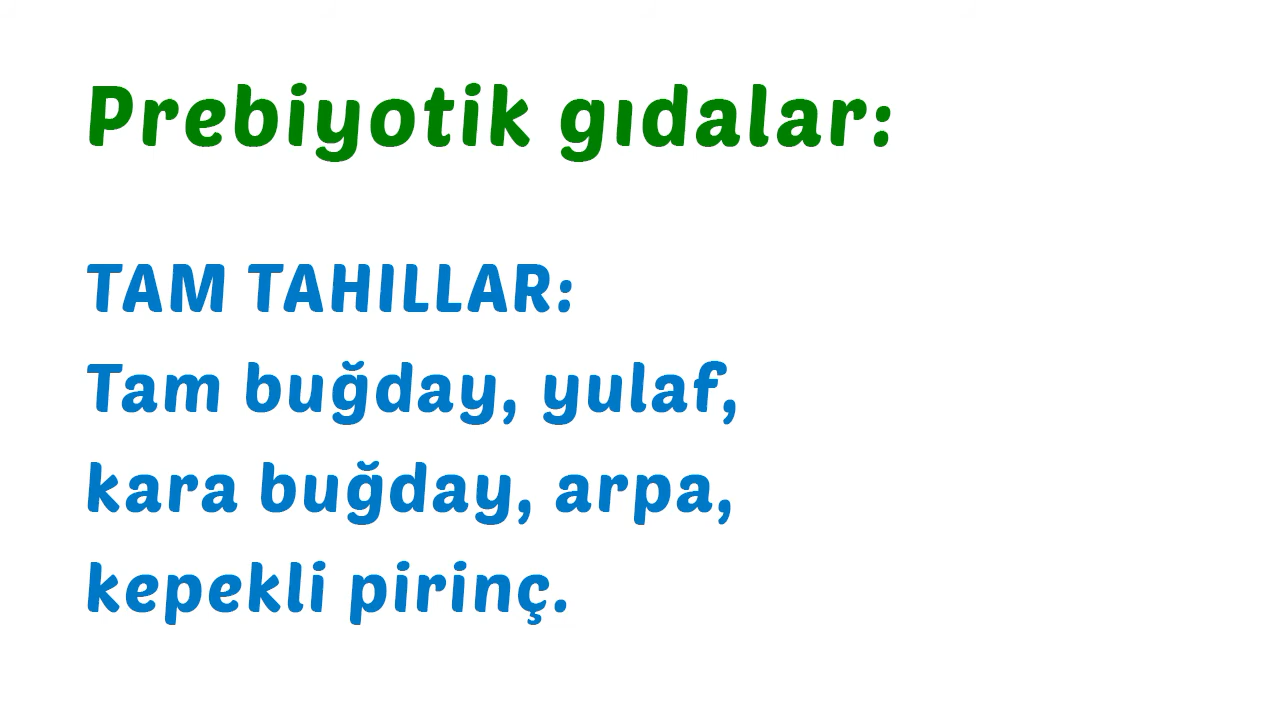 Prebiyotik gıdalar:
TAM TAHILLAR:
Tam buğday, yulaf,
kara buğday, arpa,
kepekli pirinç.